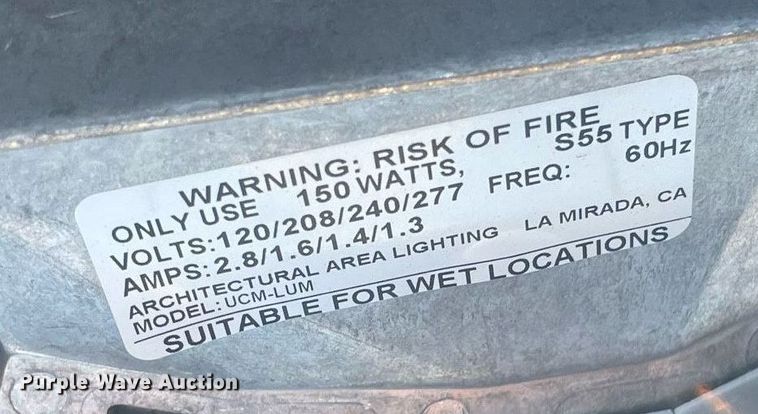 WARNING: RISK OF FIRE
ONLY USE 150 WATTS, S55 TYPE
VOLTS:120/208/240/277 FREQ: 60Hz
AMPS:2.8/1.6/1.4/1.3
ARCHITECTURAL AREA LIGHTING LA MIRADA, CA
MODEL:UCM-LUM
SUITABLE FOR WET LOCATIONS
Purple Wave Auction